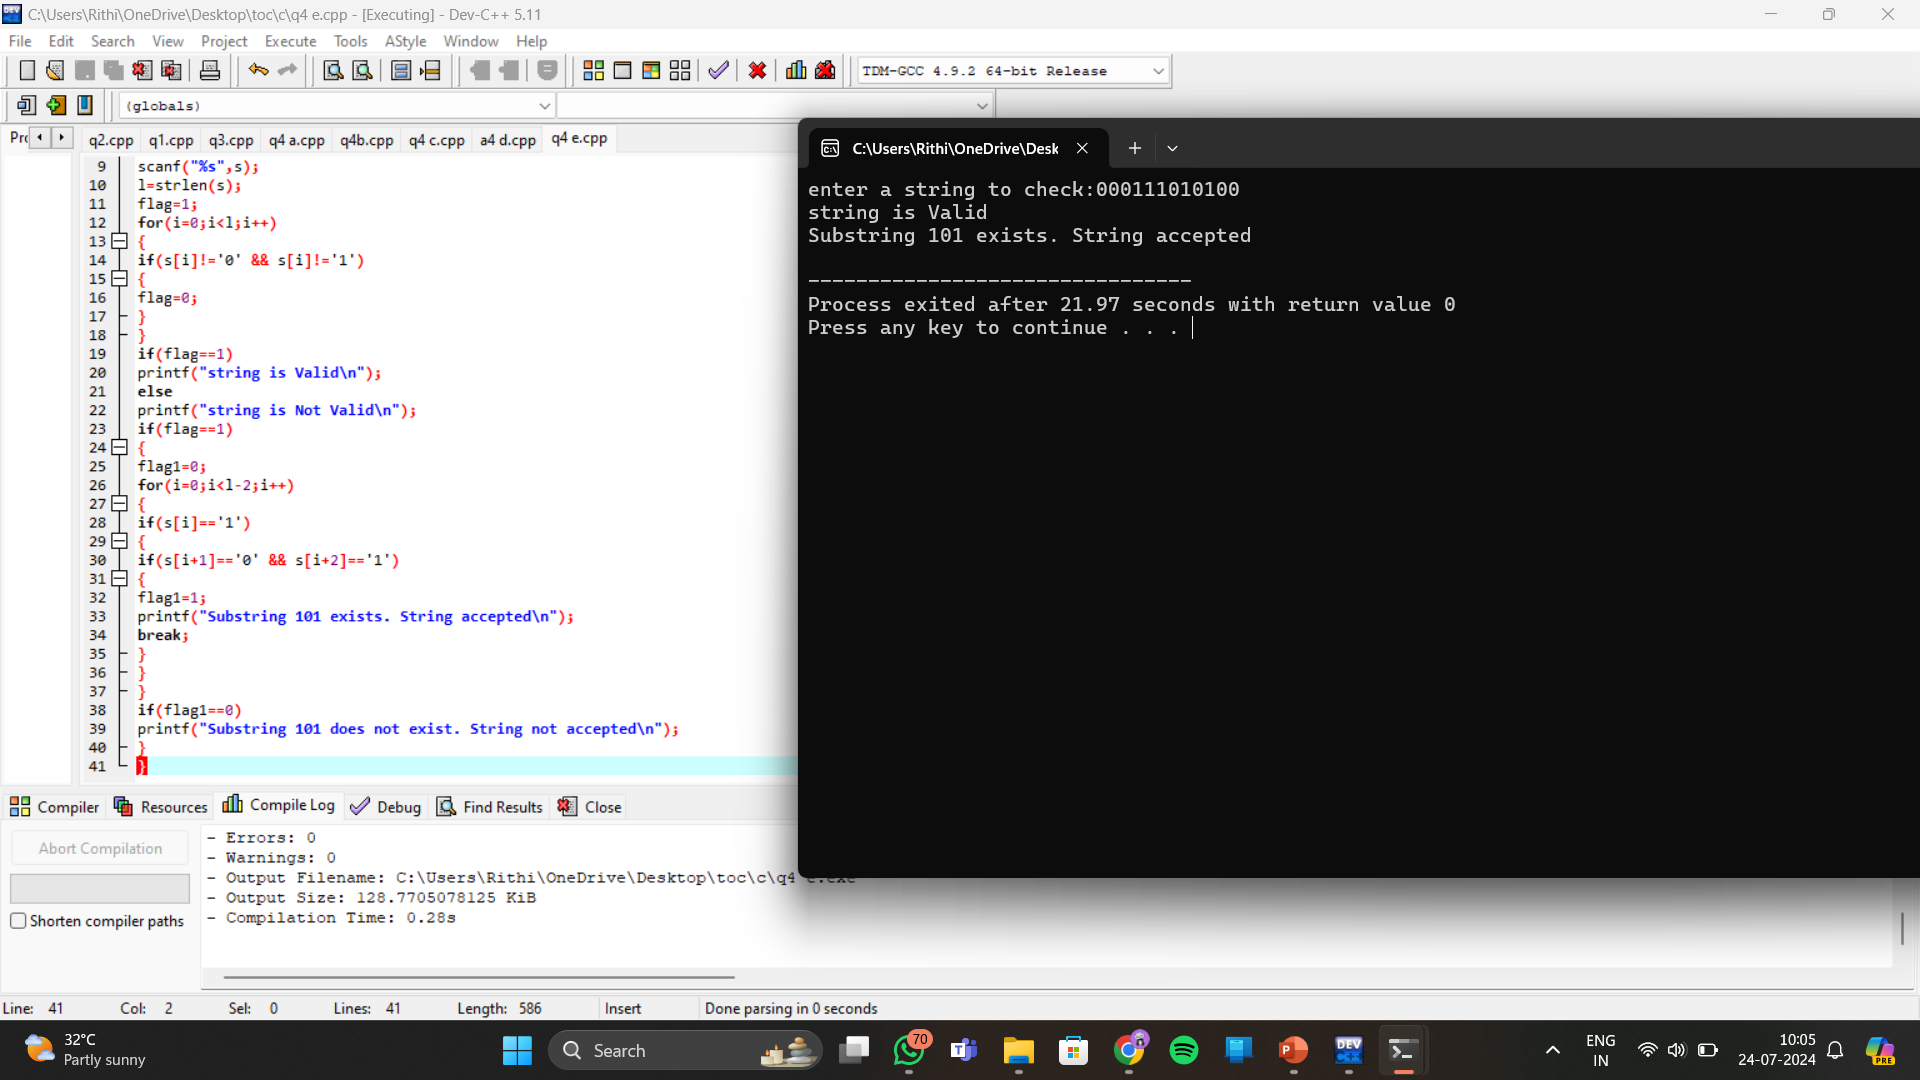 C:\Users\Rithi\OneDrive\Desktop\toc\c\q4 e.cpp - [Executing] - Dev-C++ 5.11
File Edit Search View Project Execute Tools AStyle Window Help
TDM-GCC 4.9.2 64-bit Release
(globals)
q2.cpp q1.cpp q3.cpp q4 a.cpp q4b.cpp q4 c.cpp a4 d.cpp q4 e.cpp
9 scanf("%s",s);
10 l=strlen(s);
11 flag=1;
12 for(i=0;i<l;i++)
13 {
14 if(s[i]!='0' && s[i]!='1')
15 {
16 flag=0;
17 }
18 }
19 if(flag==1)
20 printf("string is Valid\n");
21 else
22 printf("string is Not Valid\n");
23 if(flag==1)
24 {
25 flag1=0;
26 for(i=0;i<l-2;i++)
27 {
28 if(s[i]=='1')
29 {
30 if(s[i+1]=='0' && s[i+2]=='1')
31 {
32 flag1=1;
33 printf("Substring 101 exists. String accepted\n");
34 break;
35 }
36 }
37 }
38 if(flag1==0)
39 printf("Substring 101 does not exist. String not accepted\n");
40 }
41 }
C:\Users\Rithi\OneDrive\Desk
enter a string to check:000111010100
string is Valid
Substring 101 exists. String accepted
--------------------------------
Process exited after 21.97 seconds with return value 0
Press any key to continue . . .
Compiler Resources Compile Log Debug Find Results Close
Abort Compilation
Shorten compiler paths
- Errors: 0
- Warnings: 0
- Output Filename: C:\Users\Rithi\OneDrive\Desktop\toc\c\q4 e.exe
- Output Size: 128.7705078125 KiB
- Compilation Time: 0.28s
Line: 41 Col: 2 Sel: 0 Lines: 41 Length: 586 Insert Done parsing in 0 seconds
32°C
Partly sunny
Search
70
DEV
C++
ENG
IN
10:05
24-07-2024
PRE